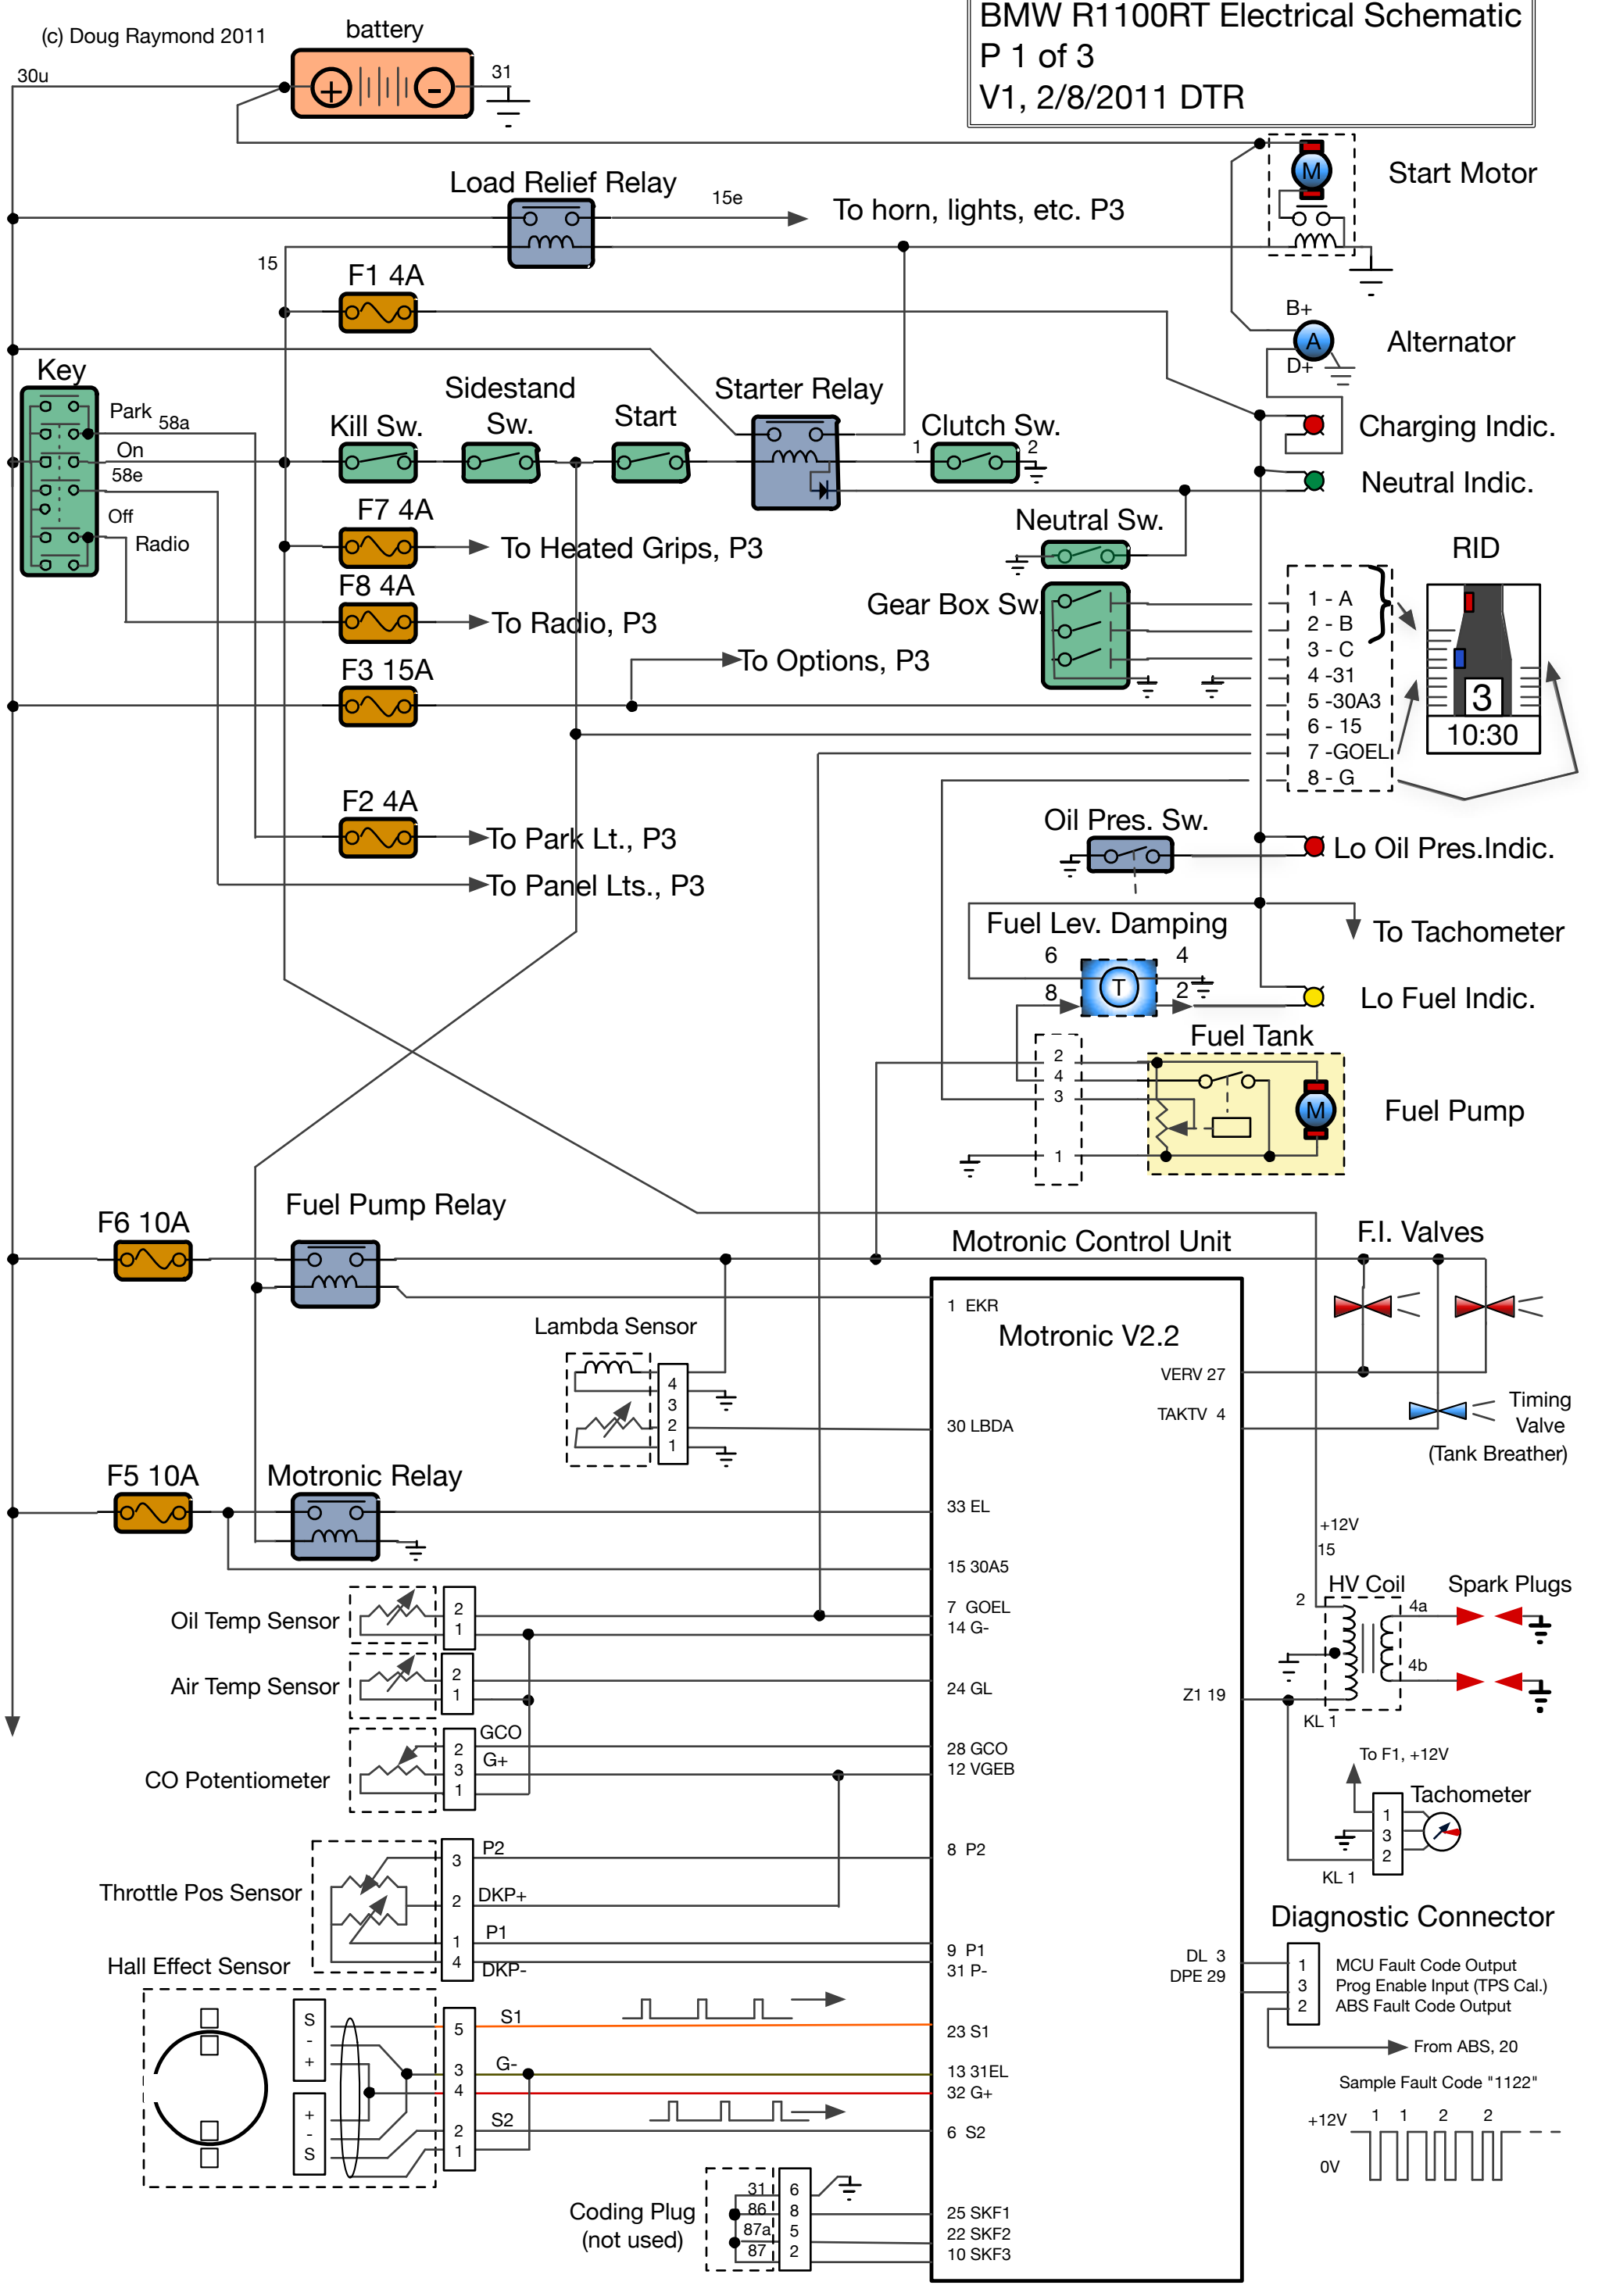 BMW R1100RT Electrical Schematic
P 1 of 3
V1, 2/8/2011 DTR
(c) Doug Raymond 2011
battery
30u
+
-
31
M
Start Motor
Load Relief Relay
15e
To horn, lights, etc. P3
15
F1 4A
B+
A
D+
Alternator
Key
Park
58a
On
58e
Off
Radio
Kill Sw.
Sidestand
Sw.
Start
Starter Relay
Clutch Sw.
1
2
Charging Indic.
Neutral Indic.
F7 4A
To Heated Grips, P3
Neutral Sw.
RID
F8 4A
To Radio, P3
Gear Box Sw.
1 - A
2 - B
3 - C
4 -31
5 -30A3
6 - 15
7 -GOEL
8 - G
3
10:30
F3 15A
To Options, P3
F2 4A
To Park Lt., P3
To Panel Lts., P3
Oil Pres. Sw.
Lo Oil Pres.Indic.
To Tachometer
Fuel Lev. Damping
6
4
T
8
2
Lo Fuel Indic.
Fuel Tank
2
4
3
1
M
Fuel Pump
F6 10A
Fuel Pump Relay
Motronic Control Unit
F.I. Valves
1 EKR
Motronic V2.2
Lambda Sensor
4
3
2
1
30 LBDA
VERV 27
TAKTV 4
Timing
Valve
(Tank Breather)
F5 10A
Motronic Relay
33 EL
15 30A5
+12V
15
HV Coil
Spark Plugs
2
4a
4b
KL 1
Oil Temp Sensor
2
1
7 GOEL
14 G-
Air Temp Sensor
2
1
24 GL
Z1 19
CO Potentiometer
2
3
1
GCO
G+
28 GCO
12 VGEB
To F1, +12V
Tachometer
1
3
2
KL 1
Throttle Pos Sensor
3
2
1
4
P2
DKP+
P1
DKP-
8 P2
9 P1
31 P-
Diagnostic Connector
DL 3
DPE 29
1
3
2
MCU Fault Code Output
Prog Enable Input (TPS Cal.)
ABS Fault Code Output
From ABS, 20
Hall Effect Sensor
S
-
+
+
-
S
5
3
4
2
1
S1
G-
S2
23 S1
13 31EL
32 G+
6 S2
Sample Fault Code "1122"
+12V
1 1 2 2
0V
Coding Plug
(not used)
31
86
87a
87
6
8
5
2
25 SKF1
22 SKF2
10 SKF3